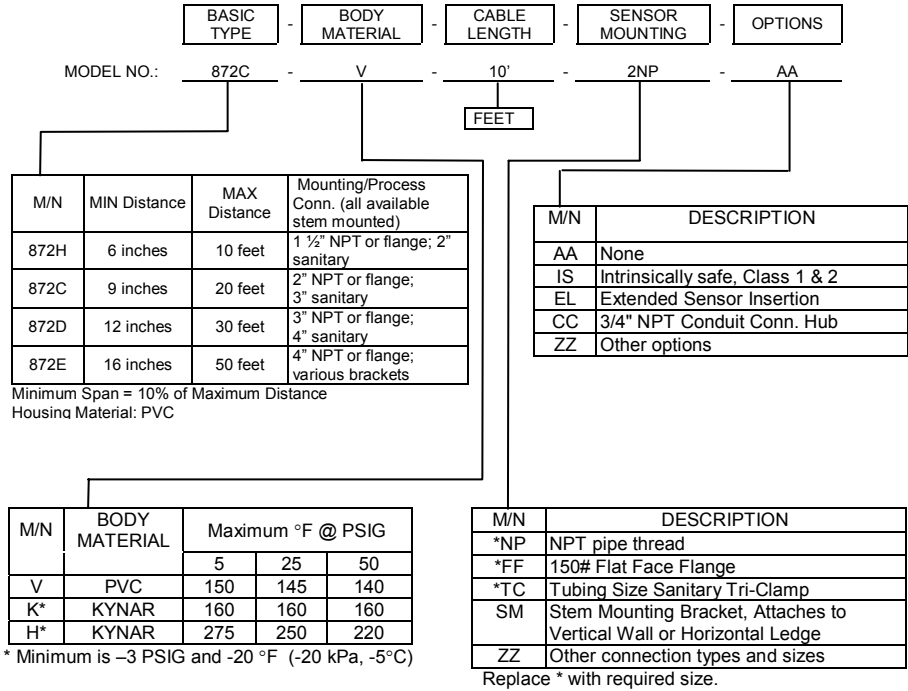 BASIC TYPE - BODY MATERIAL - CABLE LENGTH - SENSOR MOUNTING - OPTIONS
MODEL NO.: 872C - V - 10’ - 2NP - AA
FEET
M/N MIN Distance MAX Distance Mounting/Process Conn. (all available stem mounted)
872H 6 inches 10 feet 1 ½” NPT or flange; 2” sanitary
872C 9 inches 20 feet 2” NPT or flange; 3” sanitary
872D 12 inches 30 feet 3” NPT or flange; 4” sanitary
872E 16 inches 50 feet 4” NPT or flange; various brackets
Minimum Span = 10% of Maximum Distance
Housing Material: PVC
M/N DESCRIPTION
AA None
IS Intrinsically safe, Class 1 & 2
EL Extended Sensor Insertion
CC 3/4" NPT Conduit Conn. Hub
ZZ Other options
M/N BODY MATERIAL Maximum °F @ PSIG
5 25 50
V PVC 150 145 140
K* KYNAR 160 160 160
H* KYNAR 275 250 220
* Minimum is –3 PSIG and -20 °F (-20 kPa, -5°C)
M/N DESCRIPTION
*NP NPT pipe thread
*FF 150# Flat Face Flange
*TC Tubing Size Sanitary Tri-Clamp
SM Stem Mounting Bracket, Attaches to
Vertical Wall or Horizontal Ledge
ZZ Other connection types and sizes
Replace * with required size.